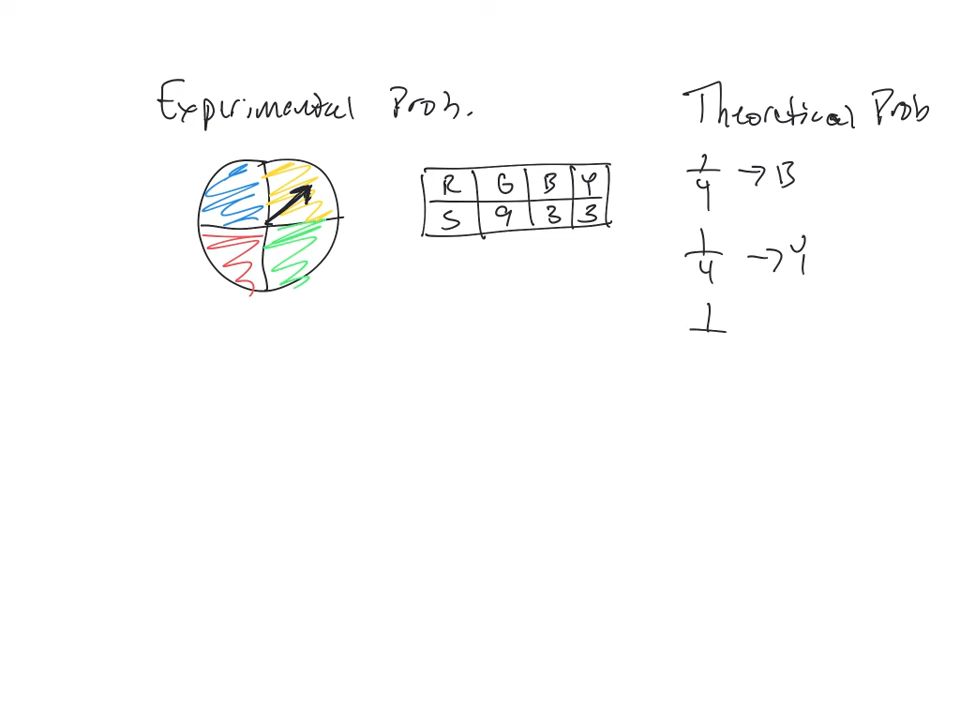 Experimental Prob.
Theoretical Prob
R G B Y
5 9 3 3
1/4 → B
1/4 → Y
1